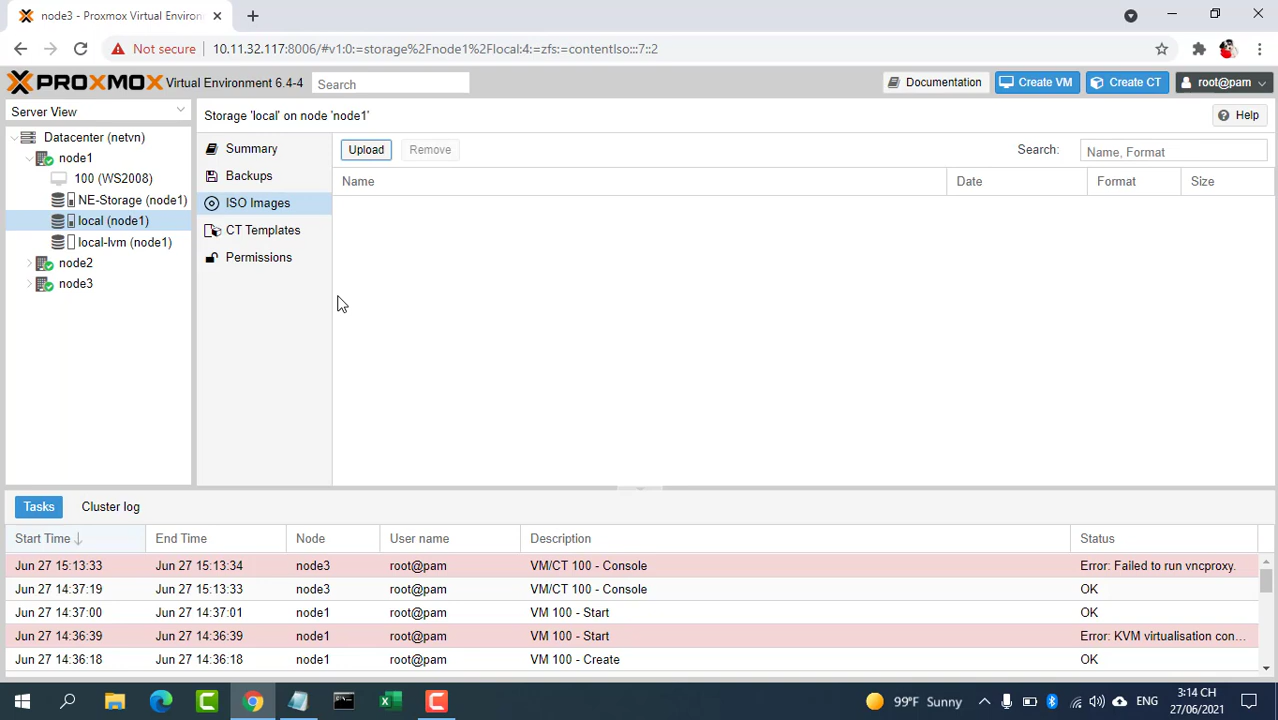 node3 - Proxmox Virtual Environ
Not secure
10.11.32.117:8006/#v1:0:=storage%2Fnode1%2Flocal:4:=zfs:=contentIso:::7::2
PROXMOX Virtual Environment 6.4-4
Search
Documentation
Create VM
Create CT
root@pam
Server View
Storage 'local' on node 'node1'
Help
Datacenter (netvn)
node1
100 (WS2008)
NE-Storage (node1)
local (node1)
local-lvm (node1)
node2
node3
Summary
Backups
ISO Images
CT Templates
Permissions
Upload
Remove
Search:
Name, Format
Name Date Format Size
Tasks
Cluster log
Start Time End Time Node User name Description Status
Jun 27 15:13:33 Jun 27 15:13:34 node3 root@pam VM/CT 100 - Console Error: Failed to run vncproxy.
Jun 27 14:37:19 Jun 27 15:13:33 node3 root@pam VM/CT 100 - Console OK
Jun 27 14:37:00 Jun 27 14:37:01 node1 root@pam VM 100 - Start OK
Jun 27 14:36:39 Jun 27 14:36:39 node1 root@pam VM 100 - Start Error: KVM virtualisation con...
Jun 27 14:36:18 Jun 27 14:36:18 node1 root@pam VM 100 - Create OK
99°F Sunny
ENG
3:14 CH
27/06/2021